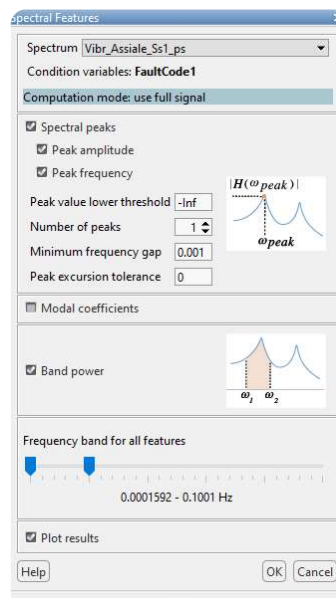 Spectral Features
Spectrum Vibr_Assiale_Ss1_ps
Condition variables: FaultCode1
Computation mode: use full signal
Spectral peaks
Peak amplitude
Peak frequency
Peak value lower threshold -Inf
Number of peaks 1
Minimum frequency gap 0.001
Peak excursion tolerance 0
|H(ωpeak)|
ωpeak
Modal coefficients
Band power
ω1 ω2
Frequency band for all features
0.0001592 - 0.1001 Hz
Plot results
Help OK Cancel